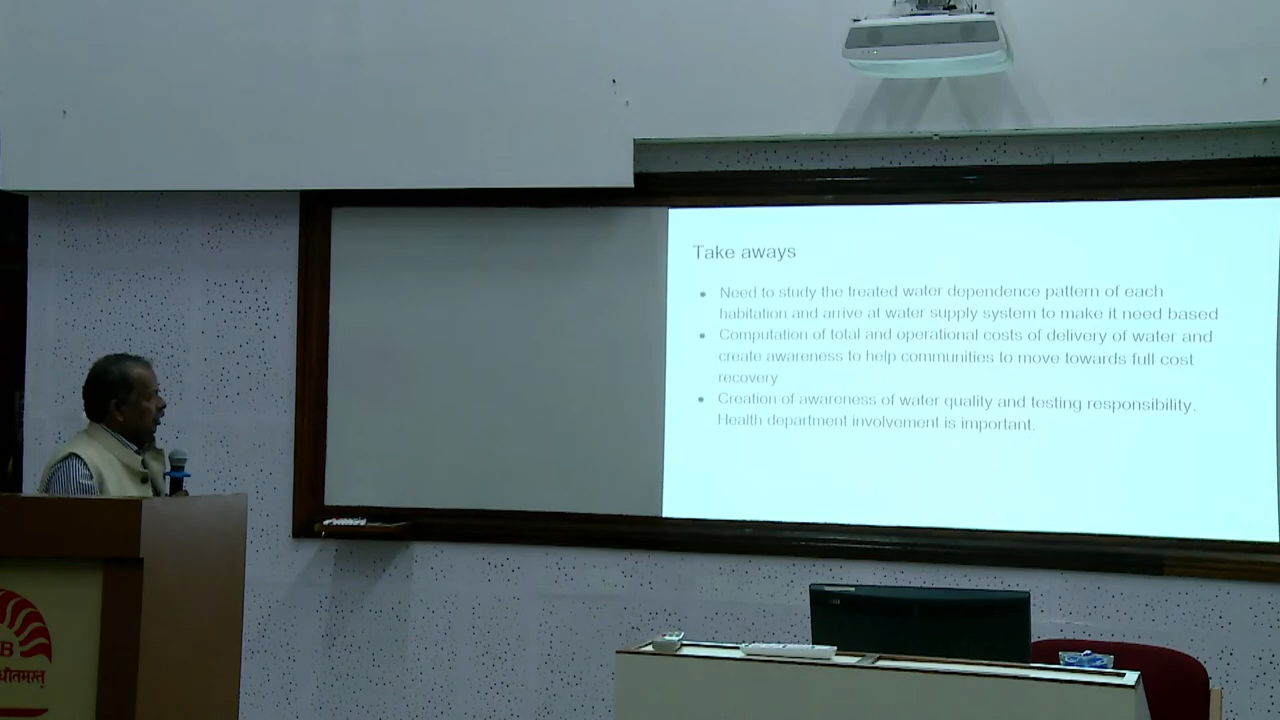 Take aways
Need to study the treated water dependence pattern of each
habitation and arrive at water supply system to make it need based
Computation of total and operational costs of delivery of water and
create awareness to help communities to move towards full cost
recovery
Creation of awareness of water quality and testing responsibility.
Health department involvement is important.
B